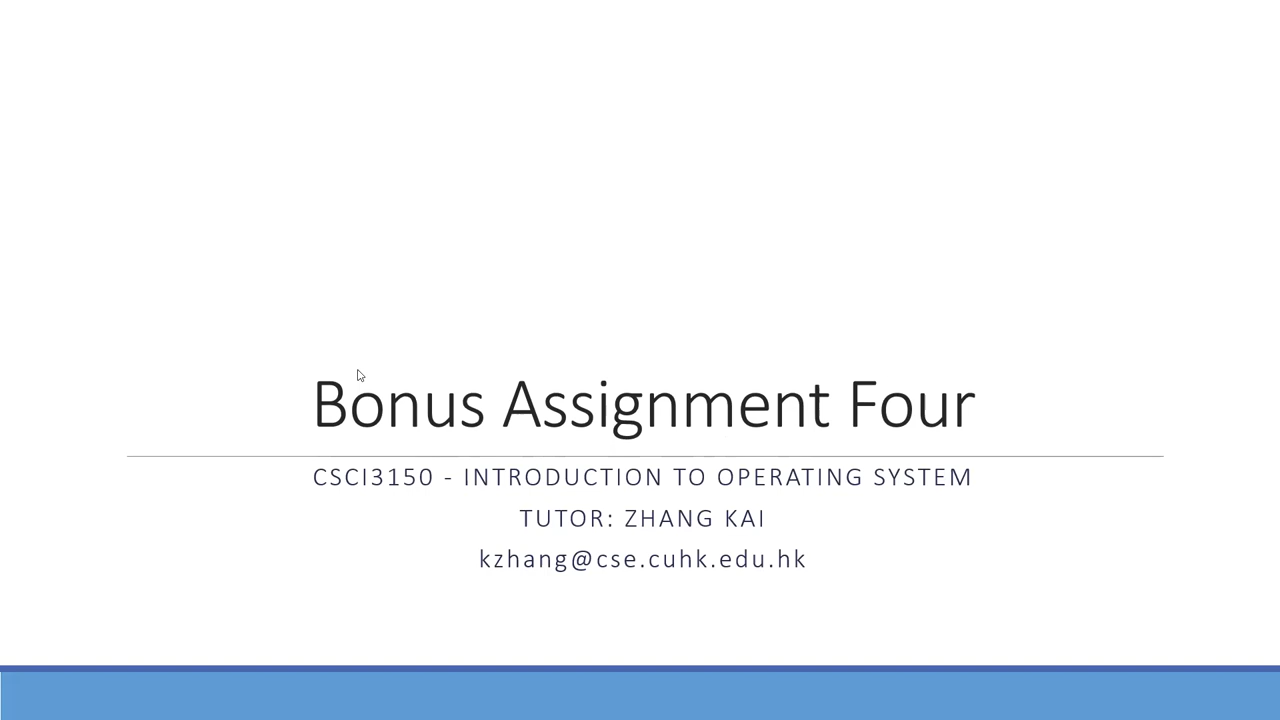 Bonus Assignment Four
CSCI3150 - INTRODUCTION TO OPERATING SYSTEM
TUTOR: ZHANG KAI
kzhang@cse.cuhk.edu.hk